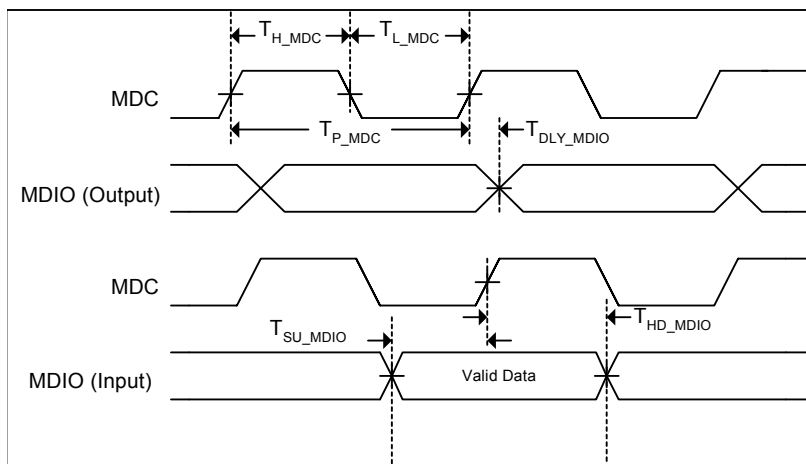 T_H_MDC T_L_MDC
MDC
T_P_MDC
T_DLY_MDIO
MDIO (Output)
MDC
T_SU_MDIO
T_HD_MDIO
MDIO (Input)
Valid Data